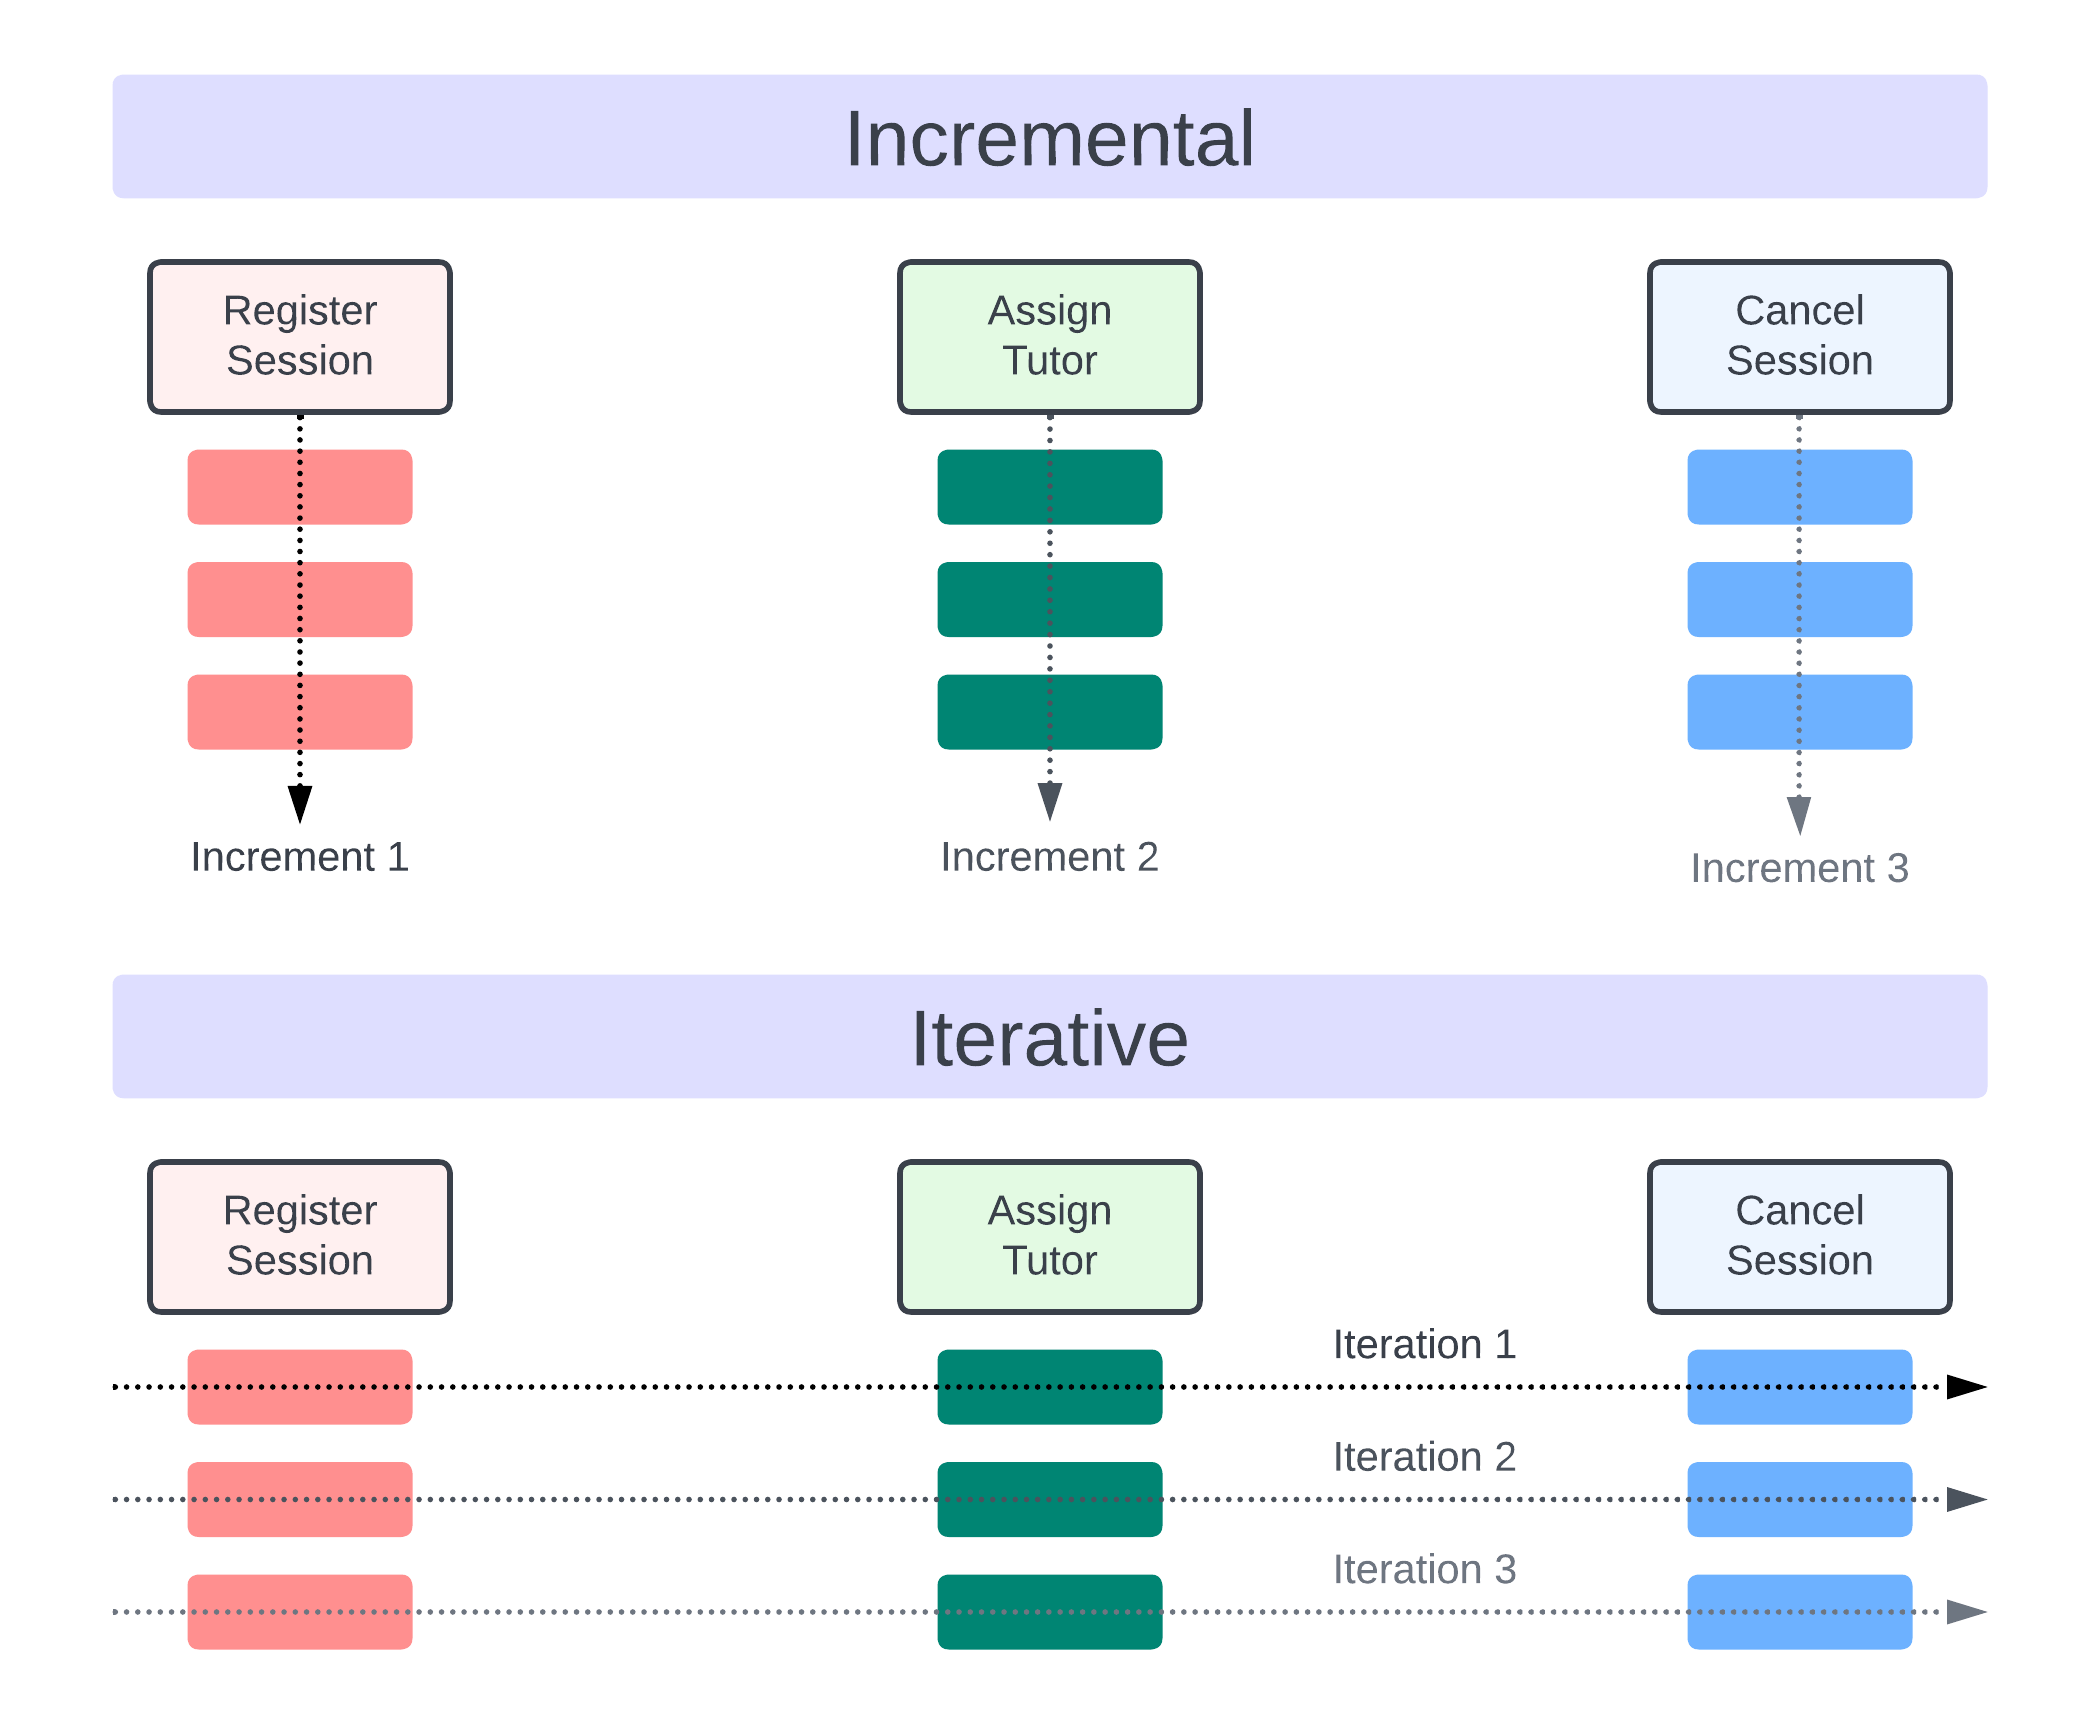 Incremental
Register
Session
Assign
Tutor
Cancel
Session
Increment 1
Increment 2
Increment 3
Iterative
Register
Session
Assign
Tutor
Cancel
Session
Iteration 1
Iteration 2
Iteration 3